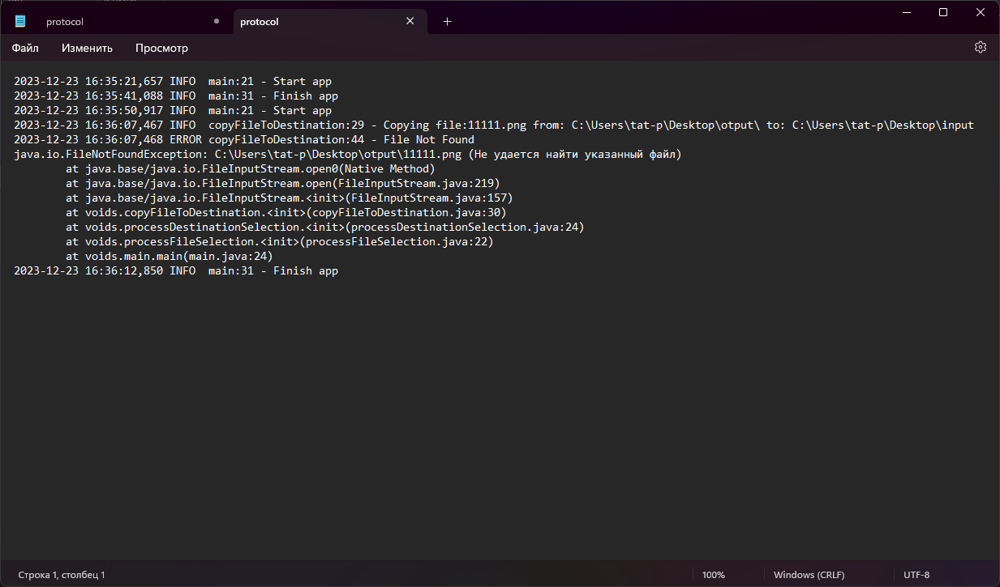 protocol
protocol
Файл Изменить Просмотр
2023-12-23 16:35:21,657 INFO  main:21 - Start app
2023-12-23 16:35:41,088 INFO  main:31 - Finish app
2023-12-23 16:35:50,917 INFO  main:21 - Start app
2023-12-23 16:36:07,467 INFO  copyFileToDestination:29 - Copying file:11111.png from: C:\Users\tat-p\Desktop\otput\ to: C:\Users\tat-p\Desktop\input
2023-12-23 16:36:07,468 ERROR copyFileToDestination:44 - File Not Found
java.io.FileNotFoundException: C:\Users\tat-p\Desktop\otput\11111.png (Не удается найти указанный файл)
        at java.base/java.io.FileInputStream.open0(Native Method)
        at java.base/java.io.FileInputStream.open(FileInputStream.java:219)
        at java.base/java.io.FileInputStream.<init>(FileInputStream.java:157)
        at voids.copyFileToDestination.<init>(copyFileToDestination.java:30)
        at voids.processDestinationSelection.<init>(processDestinationSelection.java:24)
        at voids.processFileSelection.<init>(processFileSelection.java:22)
        at voids.main.main(main.java:24)
2023-12-23 16:36:12,850 INFO  main:31 - Finish app
Строка 1, столбец 1 100% Windows (CRLF) UTF-8